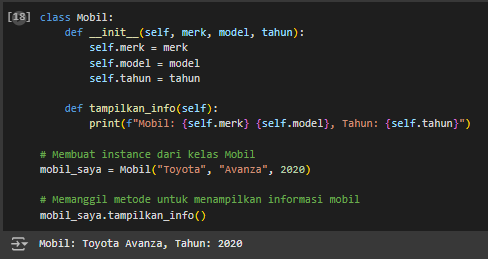 [18] class Mobil:
    def __init__(self, merk, model, tahun):
        self.merk = merk
        self.model = model
        self.tahun = tahun
    def tampilkan_info(self):
        print(f"Mobil: {self.merk} {self.model}, Tahun: {self.tahun}")
# Membuat instance dari kelas Mobil
mobil_saya = Mobil("Toyota", "Avanza", 2020)
# Memanggil metode untuk menampilkan informasi mobil
mobil_saya.tampilkan_info()
Mobil: Toyota Avanza, Tahun: 2020